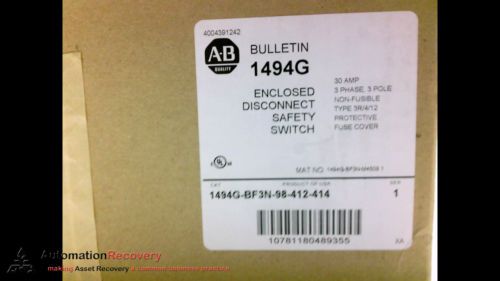 4004391242
A-B
QUALITY
BULLETIN
1494G
ENCLOSED
DISCONNECT
SAFETY
SWITCH
30 AMP
3 PHASE, 3 POLE
NON-FUSIBLE
TYPE 3R/4/12
PROTECTIVE
FUSE COVER
UL
MAT NO.
CAT
PRODUCT OF USA
SER
1494G-BF3N-98-412-414
1
10781180489355
XA
AutomationRecovery
making Asset Recovery a common business practice